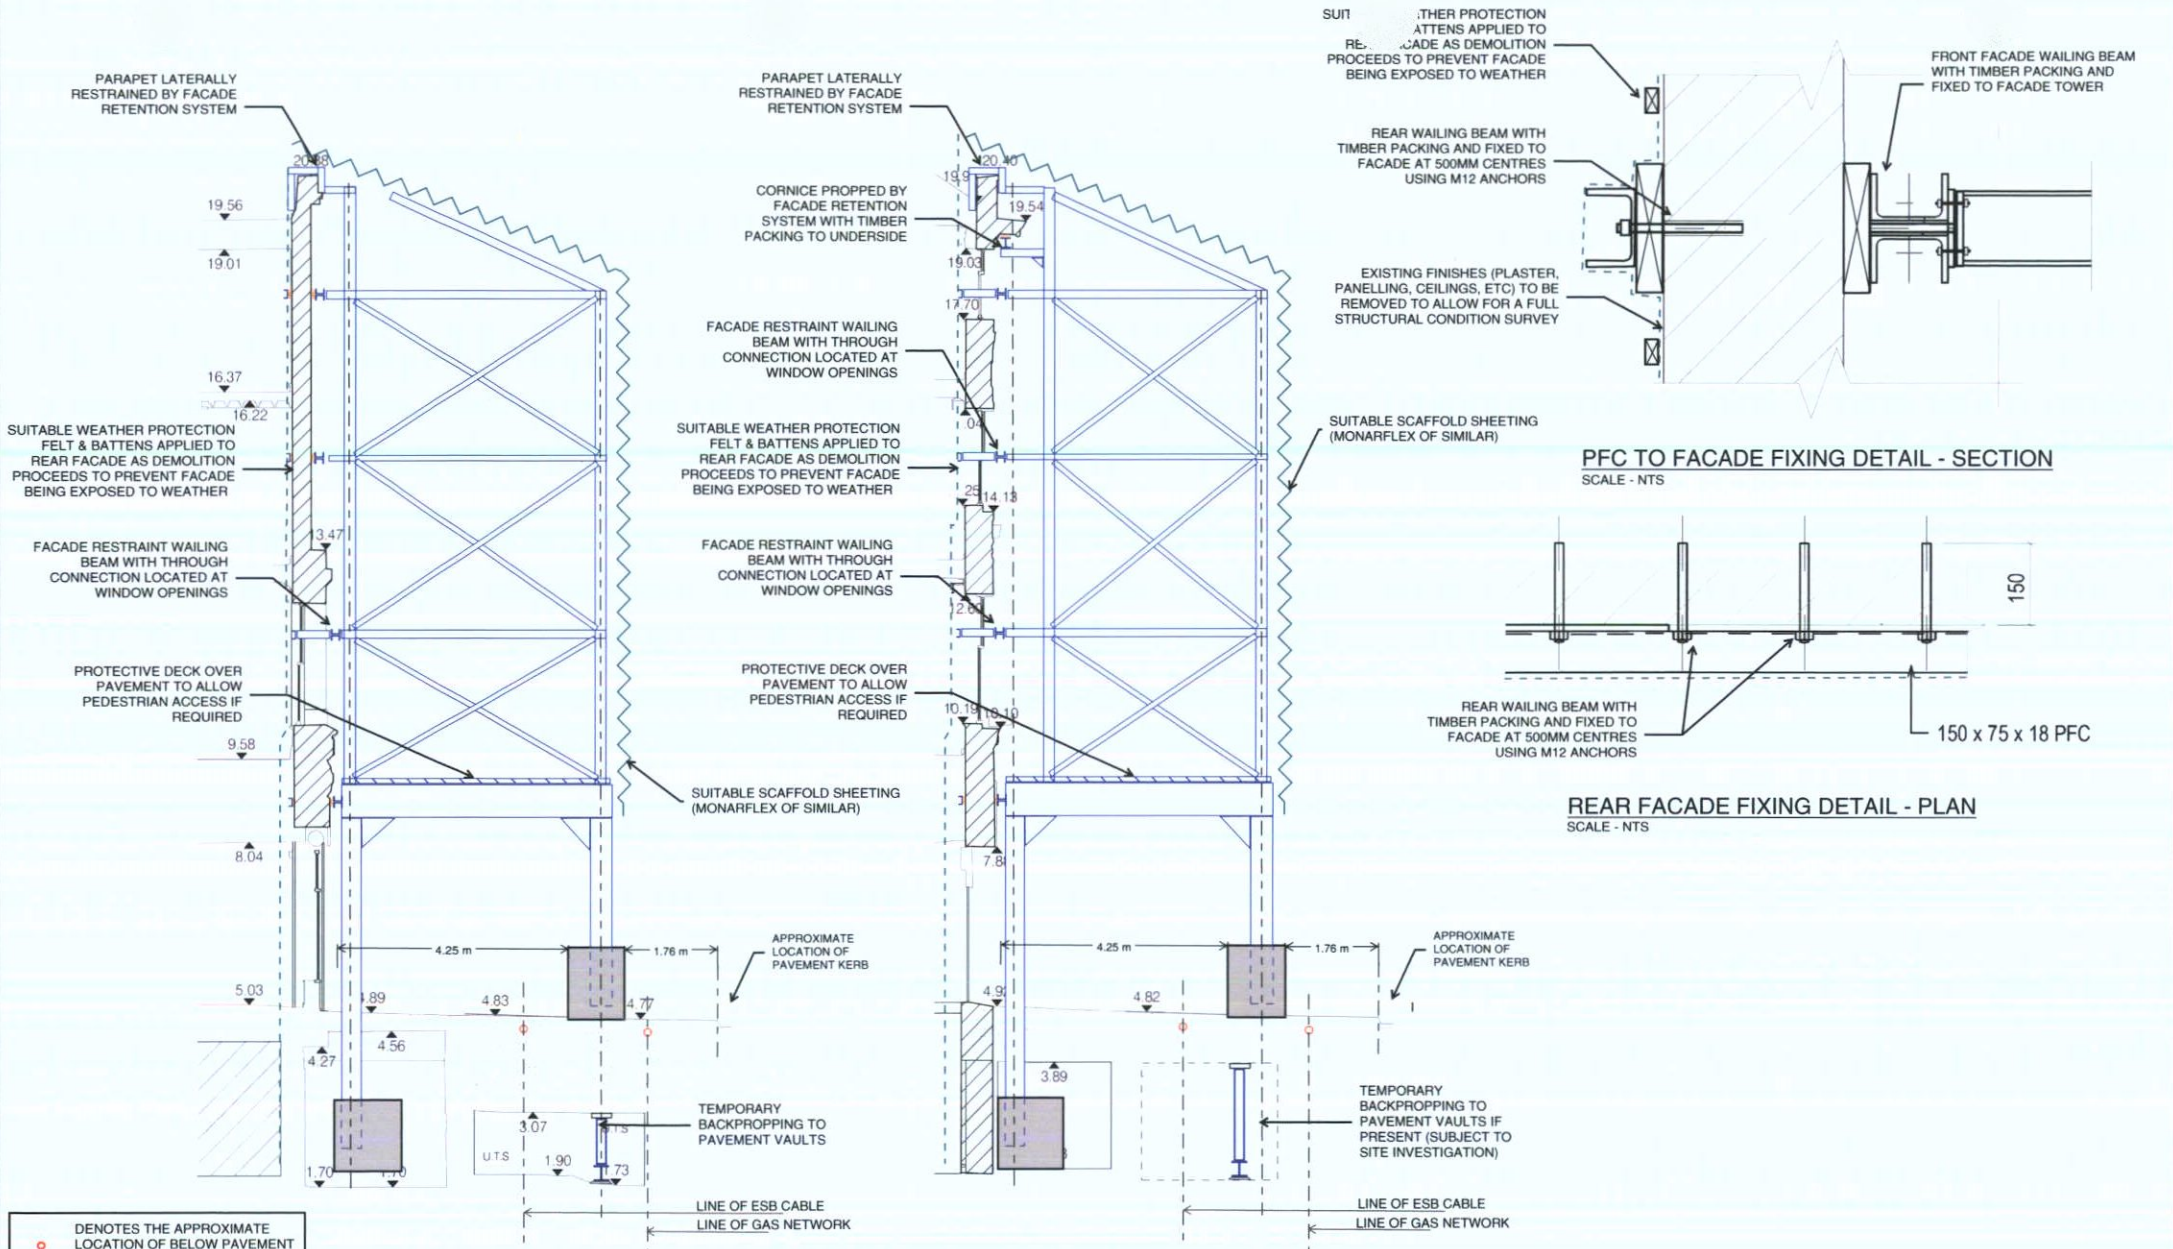 PARAPET LATERALLY
RESTRAINED BY FACADE
RETENTION SYSTEM
19.56
19.01
16.37
16.22
SUITABLE WEATHER PROTECTION
FELT & BATTENS APPLIED TO
REAR FACADE AS DEMOLITION
PROCEEDS TO PREVENT FACADE
BEING EXPOSED TO WEATHER
13.47
FACADE RESTRAINT WAILING
BEAM WITH THROUGH
CONNECTION LOCATED AT
WINDOW OPENINGS
PROTECTIVE DECK OVER
PAVEMENT TO ALLOW
PEDESTRIAN ACCESS IF
REQUIRED
9.58
SUITABLE SCAFFOLD SHEETING
(MONARFLEX OF SIMILAR)
8.04
4.25 m
1.76 m
APPROXIMATE
LOCATION OF
PAVEMENT KERB
5.03
.89
4.83
4.77
4.56
4.27
TEMPORARY
BACKPROPPING TO
PAVEMENT VAULTS
3.07
U.T.S
U.T.S
1.90
1.73
1.70
LINE OF ESB CABLE
LINE OF GAS NETWORK
DENOTES THE APPROXIMATE
LOCATION OF BELOW PAVEMENT
PARAPET LATERALLY
RESTRAINED BY FACADE
RETENTION SYSTEM
20.40
19.9
19.54
CORNICE PROPPED BY
FACADE RETENTION
SYSTEM WITH TIMBER
PACKING TO UNDERSIDE
19.03
17.70
FACADE RESTRAINT WAILING
BEAM WITH THROUGH
CONNECTION LOCATED AT
WINDOW OPENINGS
.04
SUITABLE WEATHER PROTECTION
FELT & BATTENS APPLIED TO
REAR FACADE AS DEMOLITION
PROCEEDS TO PREVENT FACADE
BEING EXPOSED TO WEATHER
25
14.13
FACADE RESTRAINT WAILING
BEAM WITH THROUGH
CONNECTION LOCATED AT
WINDOW OPENINGS
PROTECTIVE DECK OVER
PAVEMENT TO ALLOW
PEDESTRIAN ACCESS IF
REQUIRED
10.19
10.10
SUITABLE SCAFFOLD SHEETING
(MONARFLEX OF SIMILAR)
4.25 m
1.76 m
APPROXIMATE
LOCATION OF
PAVEMENT KERB
4.82
3.89
TEMPORARY
BACKPROPPING TO
PAVEMENT VAULTS IF
PRESENT (SUBJECT TO
SITE INVESTIGATION)
LINE OF ESB CABLE
LINE OF GAS NETWORK
THER PROTECTION
ATTENS APPLIED TO
CADE AS DEMOLITION
PROCEEDS TO PREVENT FACADE
BEING EXPOSED TO WEATHER
FRONT FACADE WAILING BEAM
WITH TIMBER PACKING AND
FIXED TO FACADE TOWER
REAR WAILING BEAM WITH
TIMBER PACKING AND FIXED TO
FACADE AT 500MM CENTRES
USING M12 ANCHORS
EXISTING FINISHES (PLASTER,
PANELLING, CEILINGS, ETC) TO BE
REMOVED TO ALLOW FOR A FULL
STRUCTURAL CONDITION SURVEY
PFC TO FACADE FIXING DETAIL - SECTION
SCALE - NTS
150
REAR WAILING BEAM WITH
TIMBER PACKING AND FIXED TO
FACADE AT 500MM CENTRES
USING M12 ANCHORS
150 x 75 x 18 PFC
REAR FACADE FIXING DETAIL - PLAN
SCALE - NTS